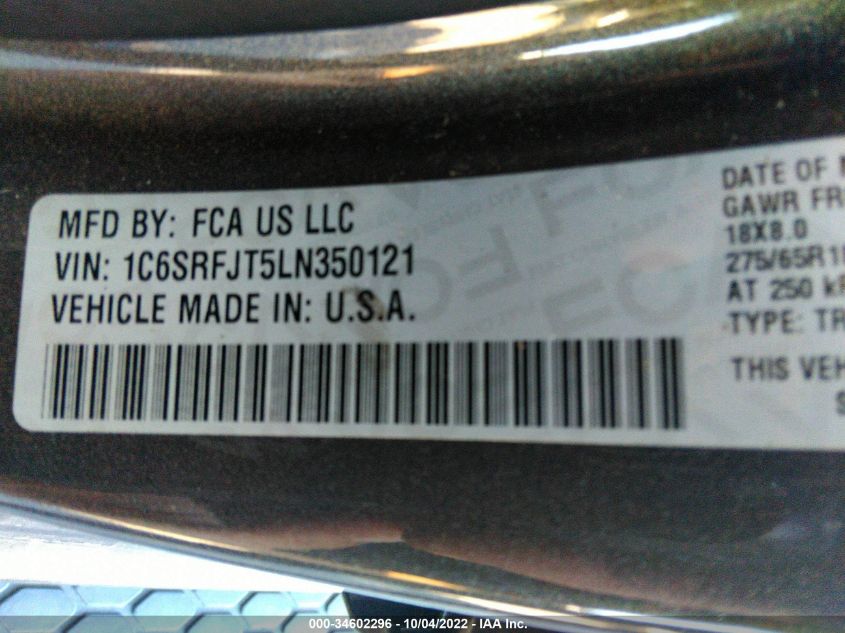 MFD BY: FCA US LLC
VIN: 1C6SRFJT5LN350121
VEHICLE MADE IN: U.S.A.
DATE OF
GAWR FR
18X8.0
275/65R1
AT 250 kP
TYPE: TR
THIS VEH
000-34602296 - 10/04/2022 - IAA Inc.